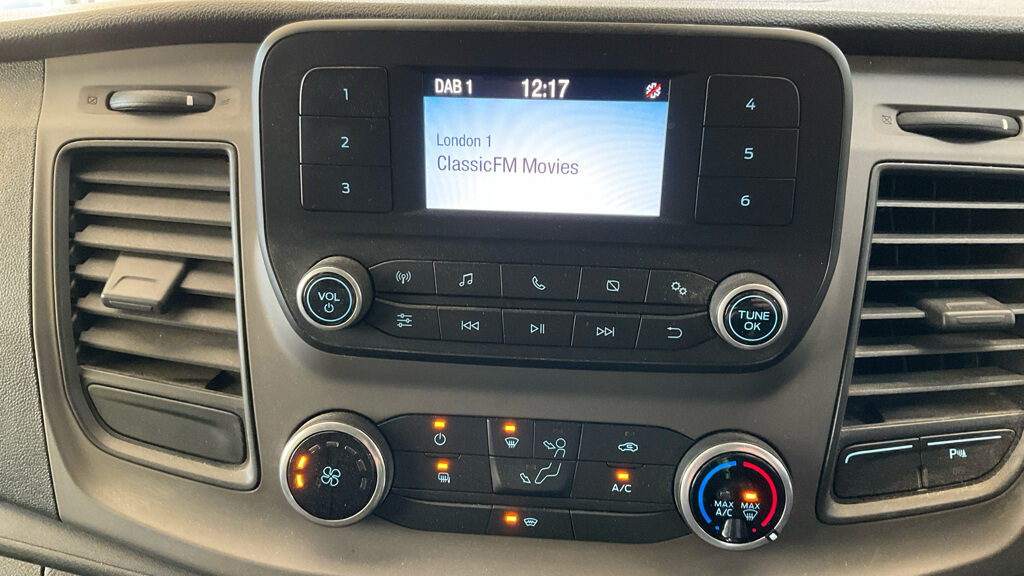 DAB 1 12:17
London 1
ClassicFM Movies
1
2
3
4
5
6
VOL
TUNE
OK
A/C
MAX
A/C
MAX
P